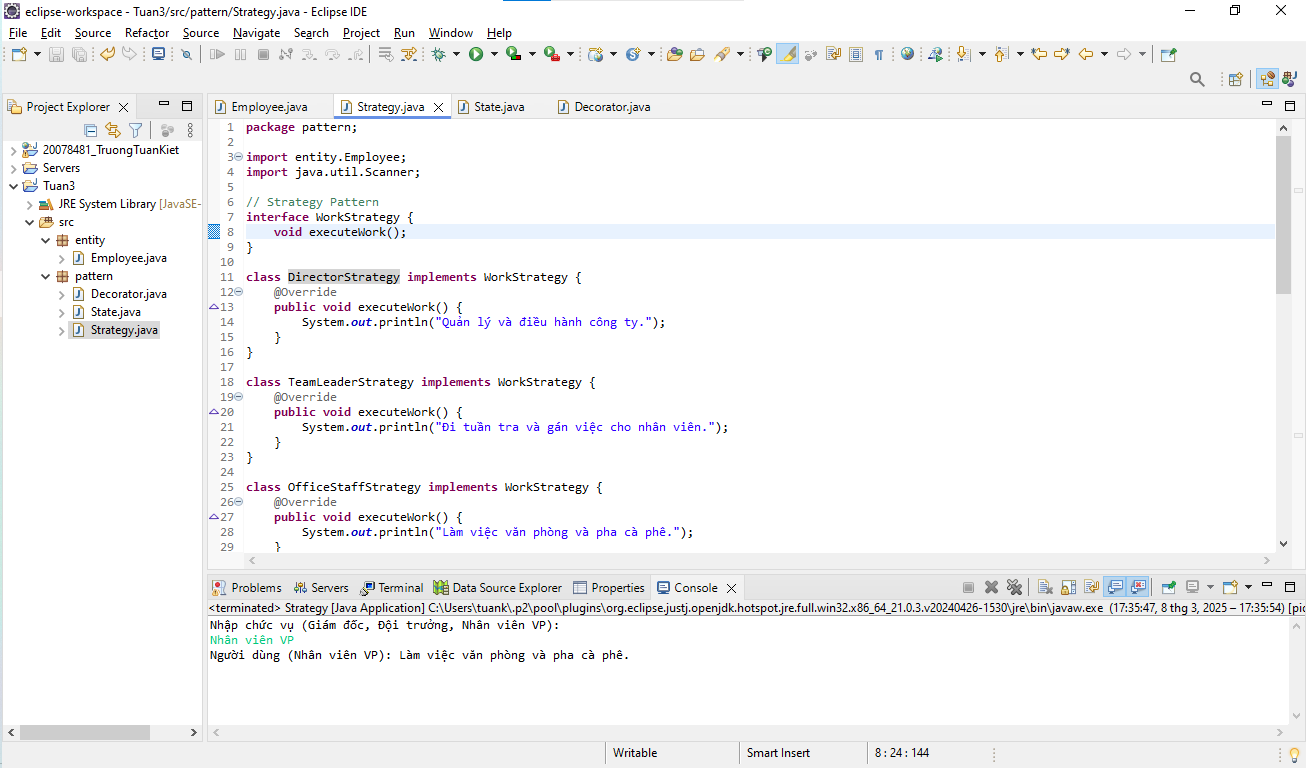 eclipse-workspace - Tuan3/src/pattern/Strategy.java - Eclipse IDE
File Edit Source Refactor Source Navigate Search Project Run Window Help
Project Explorer
20078481_TruongTuanKiet
Servers
Tuan3
JRE System Library [JavaSE-
src
entity
Employee.java
pattern
Decorator.java
State.java
Strategy.java
Employee.java Strategy.java State.java Decorator.java
1 package pattern;
2
3 import entity.Employee;
4 import java.util.Scanner;
5
6 // Strategy Pattern
7 interface WorkStrategy {
8 void executeWork();
9 }
10
11 class DirectorStrategy implements WorkStrategy {
12 @Override
13 public void executeWork() {
14 System.out.println("Quản lý và điều hành công ty.");
15 }
16 }
17
18 class TeamLeaderStrategy implements WorkStrategy {
19 @Override
20 public void executeWork() {
21 System.out.println("Đi tuần tra và gán việc cho nhân viên.");
22 }
23 }
24
25 class OfficeStaffStrategy implements WorkStrategy {
26 @Override
27 public void executeWork() {
28 System.out.println("Làm việc văn phòng và pha cà phê.");
29 }
Problems Servers Terminal Data Source Explorer Properties Console
<terminated> Strategy [Java Application] C:\Users\tuank\.p2\pool\plugins\org.eclipse.justj.openjdk.hotspot.jre.full.win32.x86_64_21.0.3.v20240426-1530\jre\bin\javaw.exe (17:35:47, 8 thg 3, 2025 – 17:35:54) [pid
Nhập chức vụ (Giám đốc, Đội trưởng, Nhân viên VP):
Nhân viên VP
Người dùng (Nhân viên VP): Làm việc văn phòng và pha cà phê.
Writable Smart Insert 8 : 24 : 144